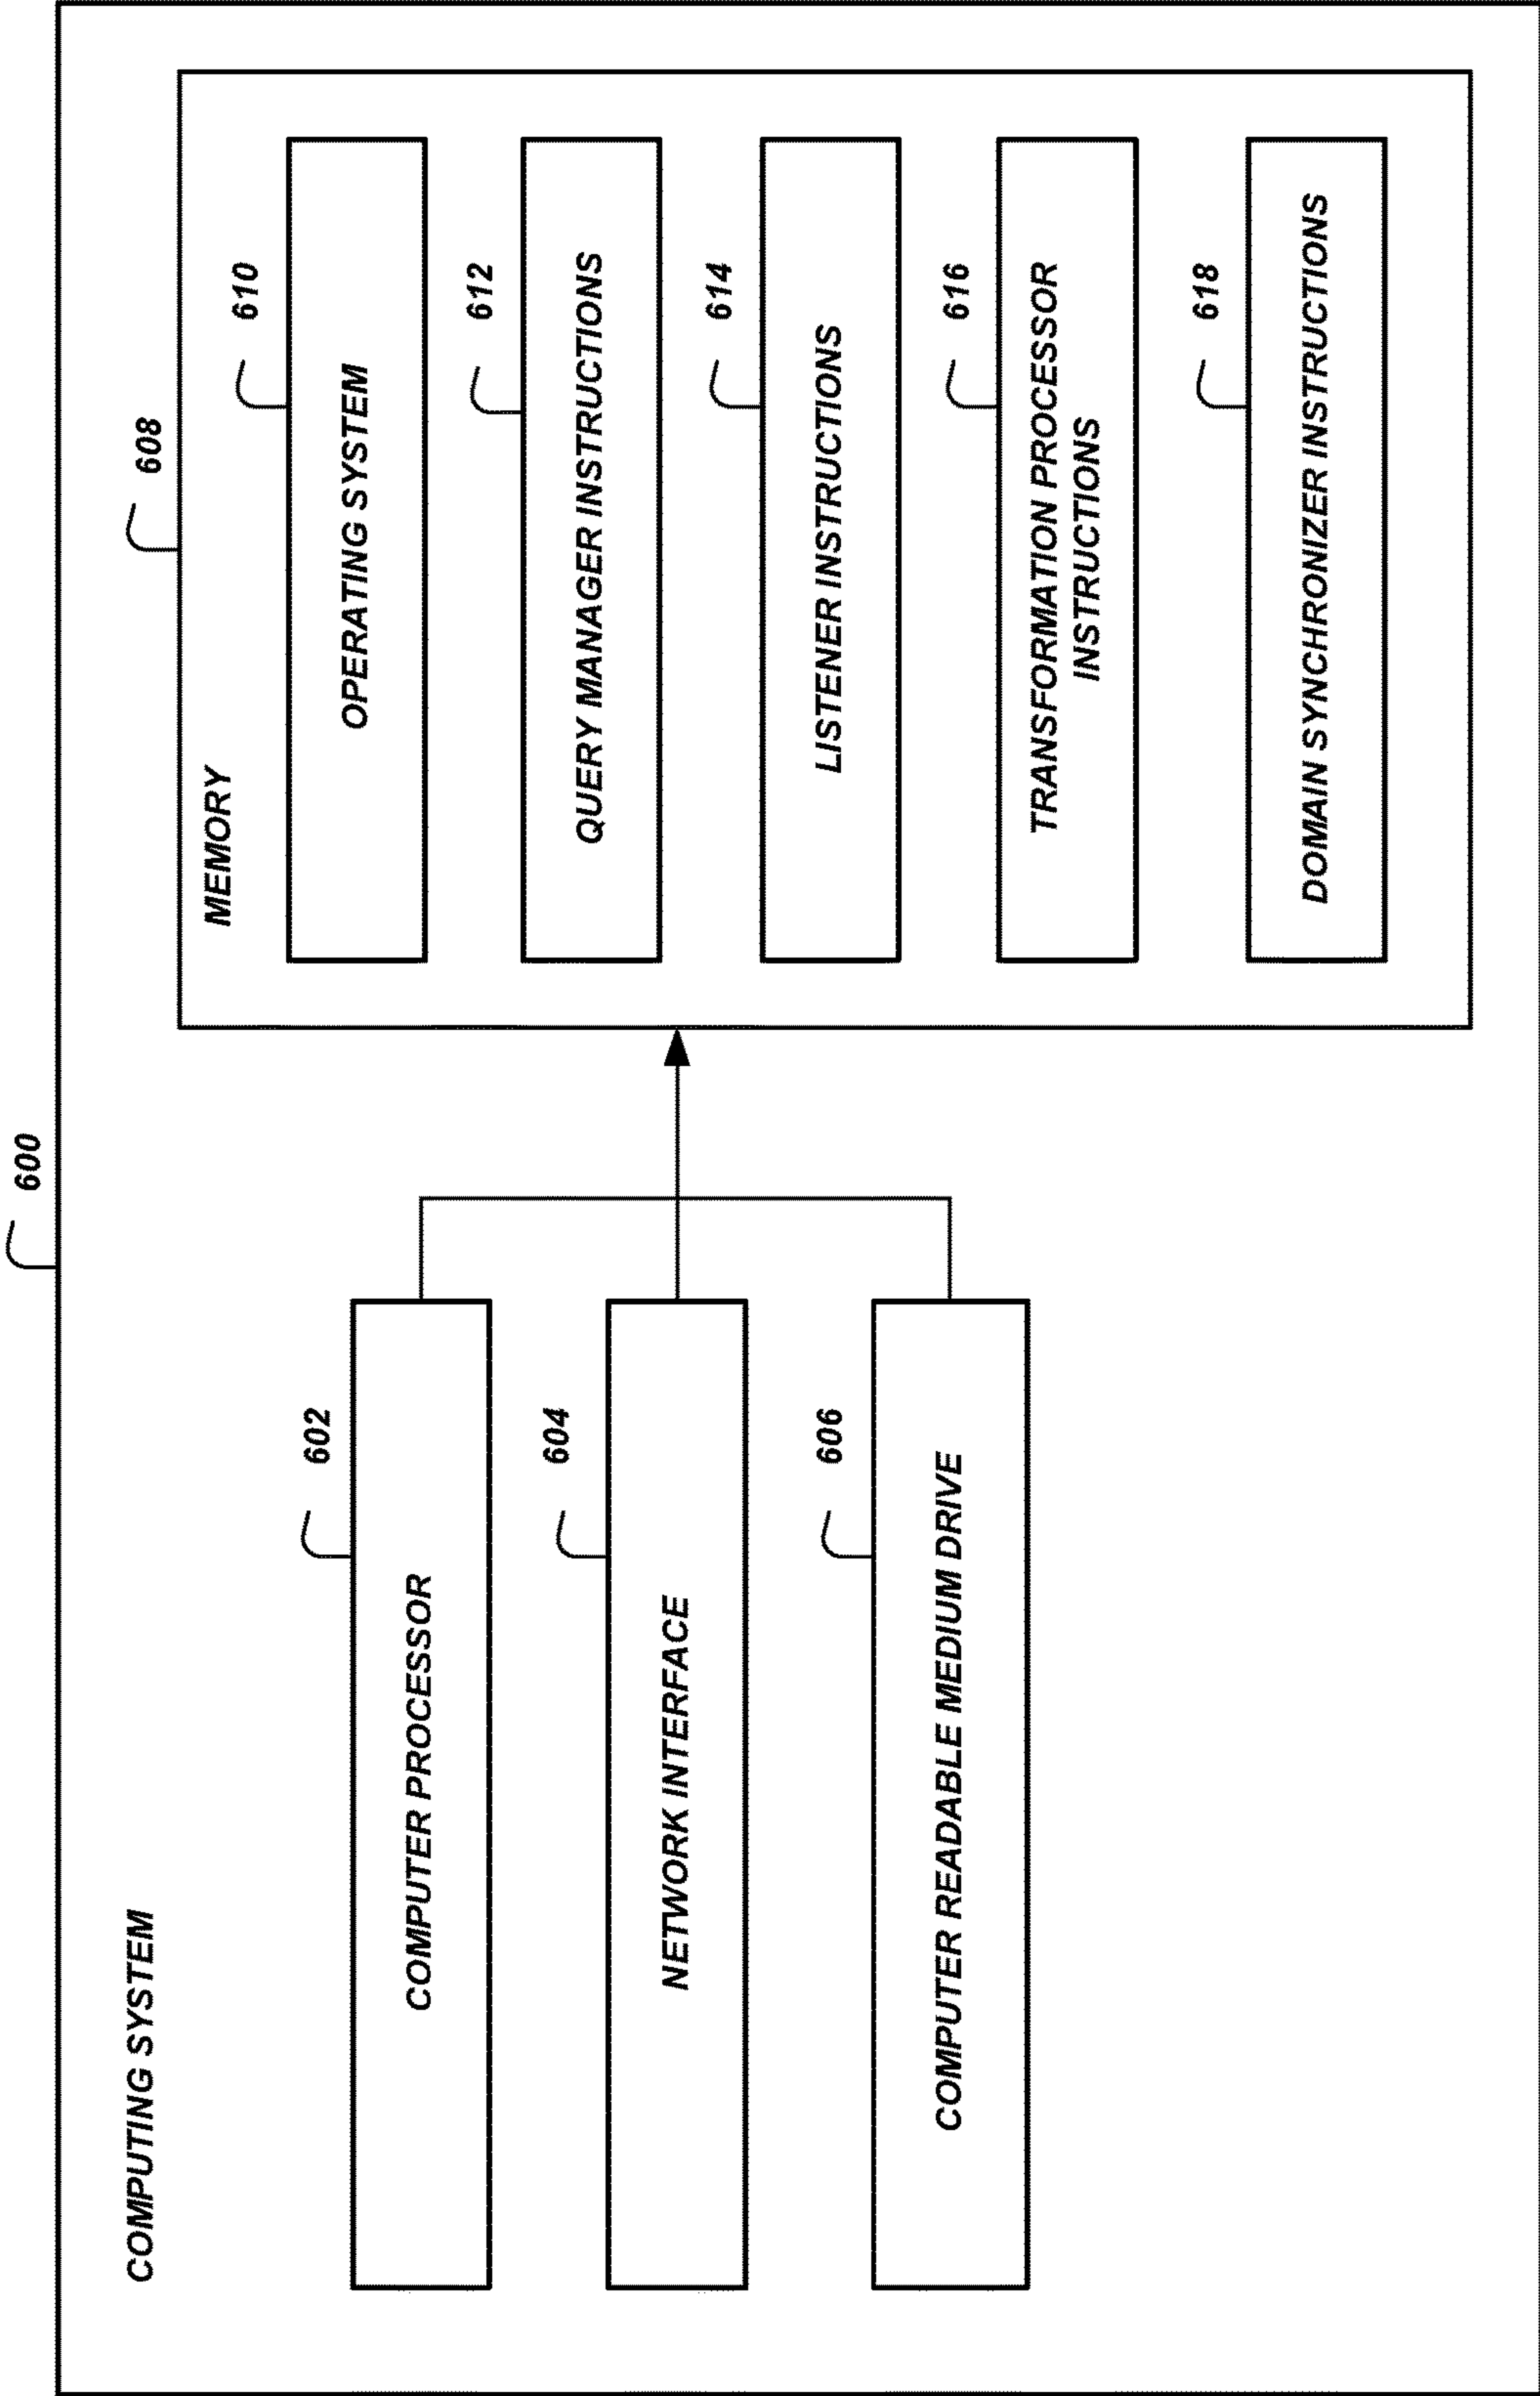 600
COMPUTING SYSTEM
602
COMPUTER PROCESSOR
604
NETWORK INTERFACE
606
COMPUTER READABLE MEDIUM DRIVE
608
MEMORY
610
OPERATING SYSTEM
612
QUERY MANAGER INSTRUCTIONS
614
LISTENER INSTRUCTIONS
616
TRANSFORMATION PROCESSOR
INSTRUCTIONS
618
DOMAIN SYNCHRONIZER INSTRUCTIONS